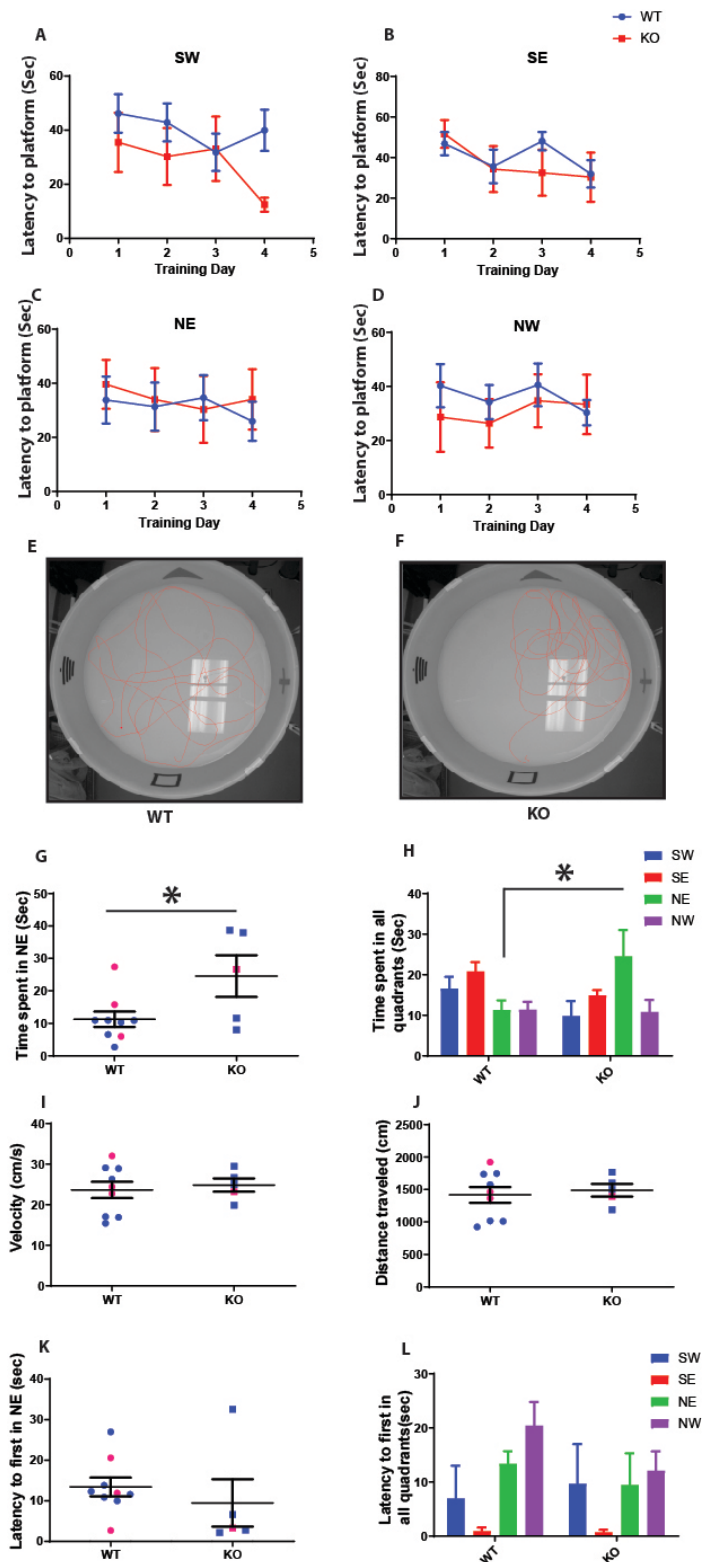 WT
KO
A
SW
Latency to platform (Sec)
60
40
20
0
0 1 2 3 4 5
Training Day
B
SE
Latency to platform (Sec)
60
40
20
0
0 1 2 3 4 5
Training Day
C
NE
Latency to platform (Sec)
60
40
20
0
0 1 2 3 4 5
Training Day
D
NW
Latency to platform (Sec)
60
40
20
0
0 1 2 3 4 5
Training Day
E
WT
F
KO
G
Time spent in NE (Sec)
50
40
30
20
10
0
*
WT KO
H
SW
SE
NE
NW
Time spent in all
quadrants (Sec)
40
30
20
10
0
*
WT KO
I
Velocity (cm/s)
40
30
20
10
0
WT KO
J
Distance traveled (cm)
2500
2000
1500
1000
500
0
WT KO
K
Latency to first in NE (sec)
40
30
20
10
0
WT KO
L
SW
SE
NE
NW
Latency to first in
all quadrants(sec)
30
20
10
0
WT KO